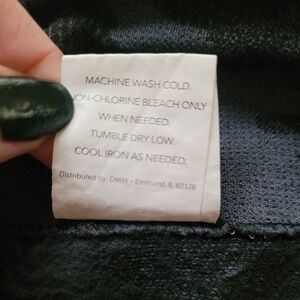 MACHINE WASH COLD.
ON-CHLORINE BLEACH ONLY
WHEN NEEDED.
TUMBLE DRY LOW.
COOL IRON AS NEEDED.
Distributed by: DMM - Elmhurst, IL 60126